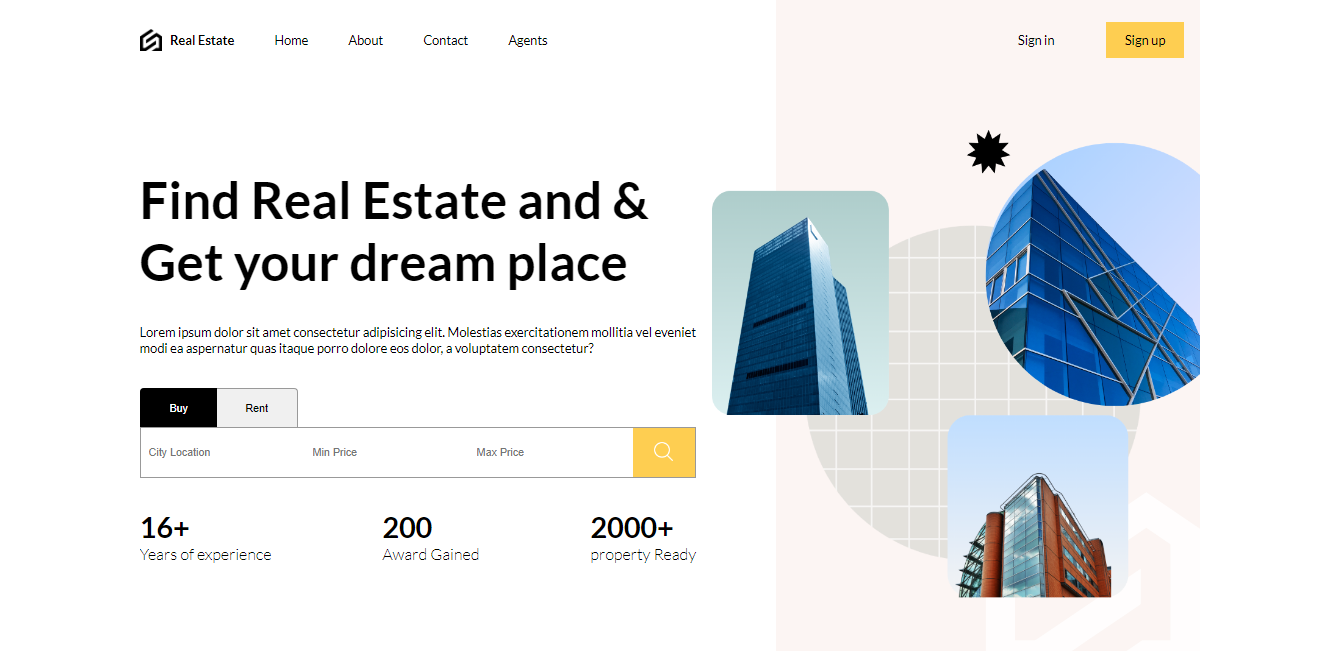 Real Estate
Home
About
Contact
Agents
Sign in
Sign up
Find Real Estate and &
Get your dream place
Lorem ipsum dolor sit amet consectetur adipisicing elit. Molestias exercitationem mollitia vel eveniet
modi ea aspernatur quas itaque porro dolore eos dolor, a voluptatem consectetur?
Buy
Rent
City Location
Min Price
Max Price
16+
Years of experience
200
Award Gained
2000+
property Ready